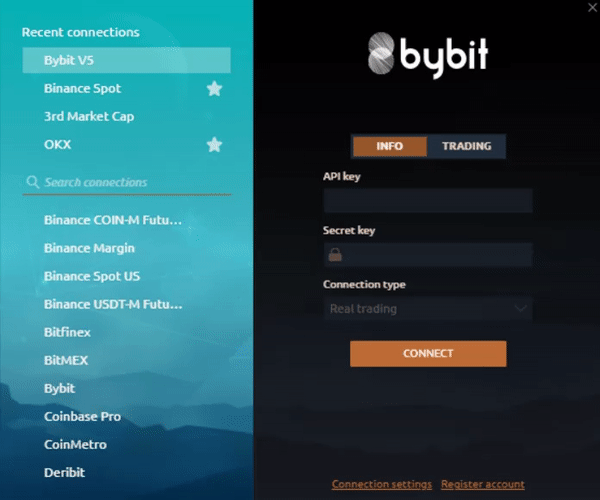 Recent connections
Bybit V5
Binance Spot
3rd Market Cap
OKX
Search connections
Binance COIN-M Futu...
Binance Margin
Binance Spot US
Binance USDT-M Futu...
Bitfinex
BitMEX
Bybit
Coinbase Pro
CoinMetro
Deribit
bybit
INFO TRADING
API key
Secret key
Connection type
Real trading
CONNECT
Connection settings Register account